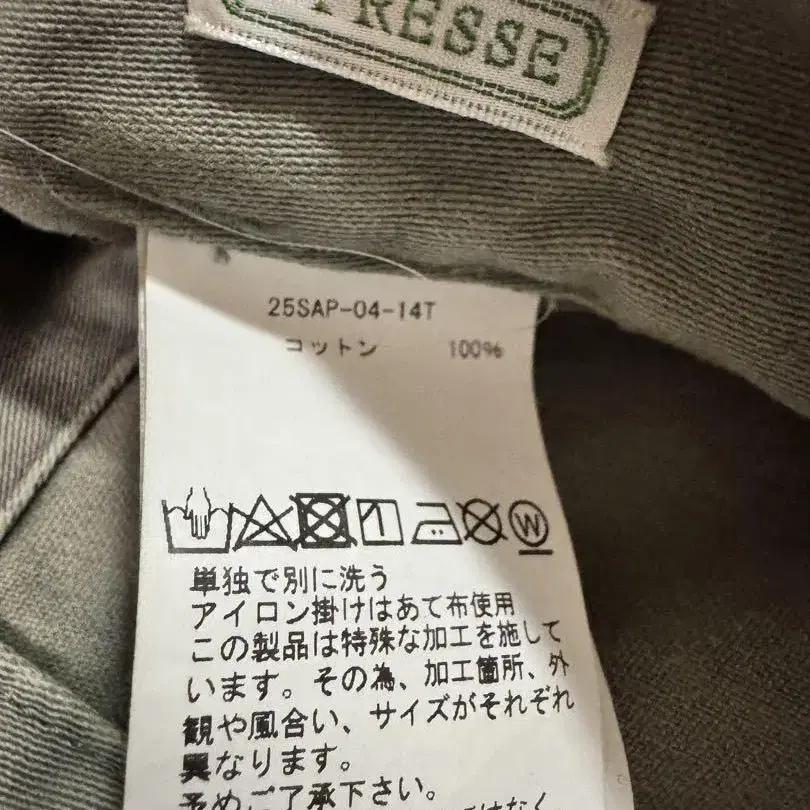 RESSE
25SAP-04-14T
コットン 100%
W
単独で別に洗う
アイロン掛けはあて布使用
この製品は特殊な加工を施して
います。その為、加工箇所、外
観や風合い、サイズがそれぞれ
異なります。
予めご了承下さい。